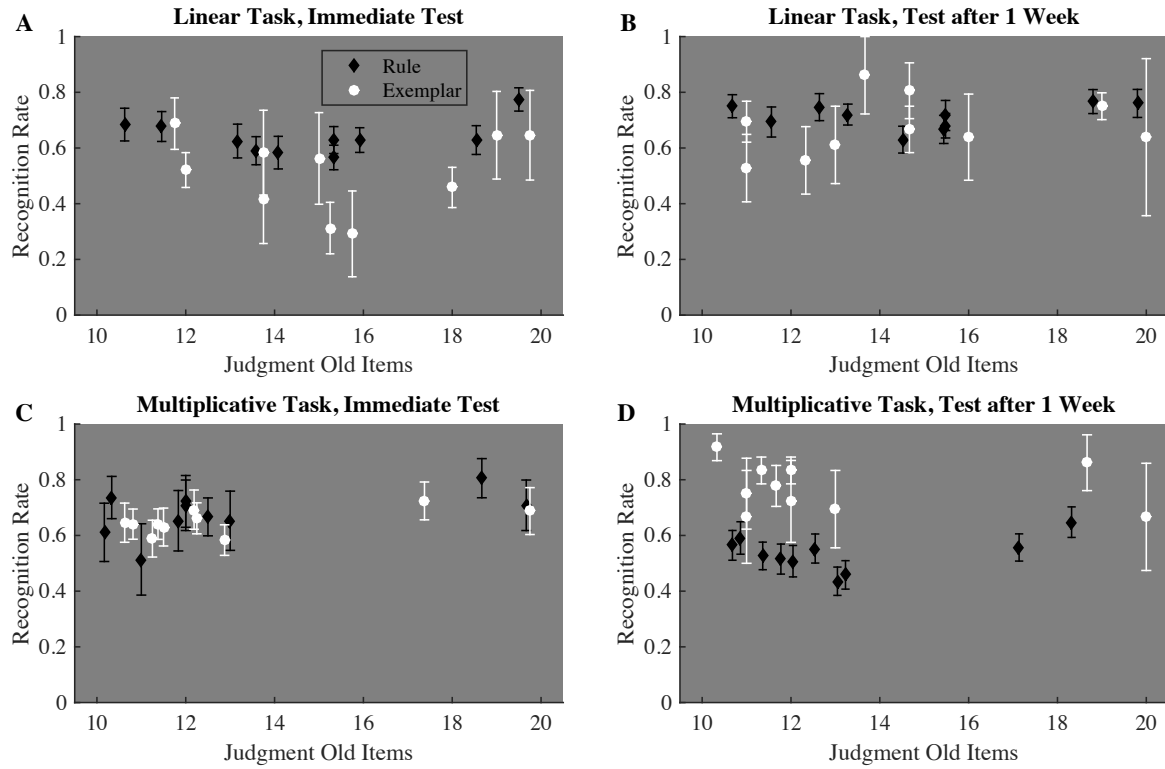 A
Linear Task, Immediate Test
1
0.8
0.6
0.4
0.2
0
Recognition Rate
Rule
Exemplar
10 12 14 16 18 20
Judgment Old Items
B
Linear Task, Test after 1 Week
1
0.8
0.6
0.4
0.2
0
Recognition Rate
10 12 14 16 18 20
Judgment Old Items
C
Multiplicative Task, Immediate Test
1
0.8
0.6
0.4
0.2
0
Recognition Rate
10 12 14 16 18 20
Judgment Old Items
D
Multiplicative Task, Test after 1 Week
1
0.8
0.6
0.4
0.2
0
Recognition Rate
10 12 14 16 18 20
Judgment Old Items